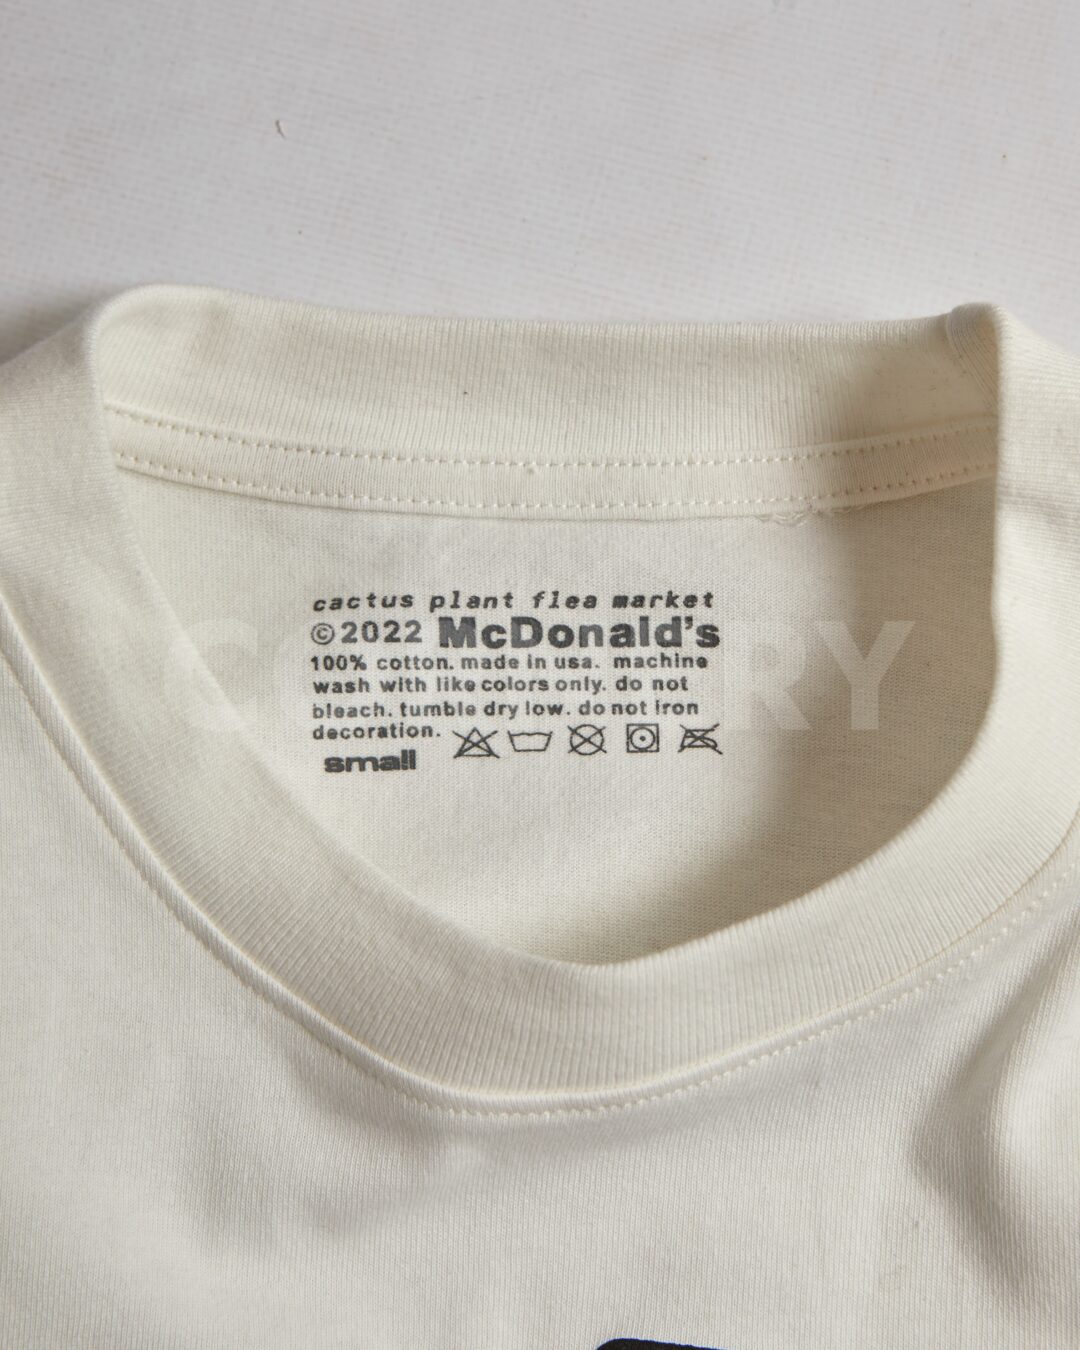 cactus plant flea market
©2022 McDonald's
100% cotton. made in usa. machine
wash with like colors only. do not
bleach. tumble dry low. do not iron
decoration.
small